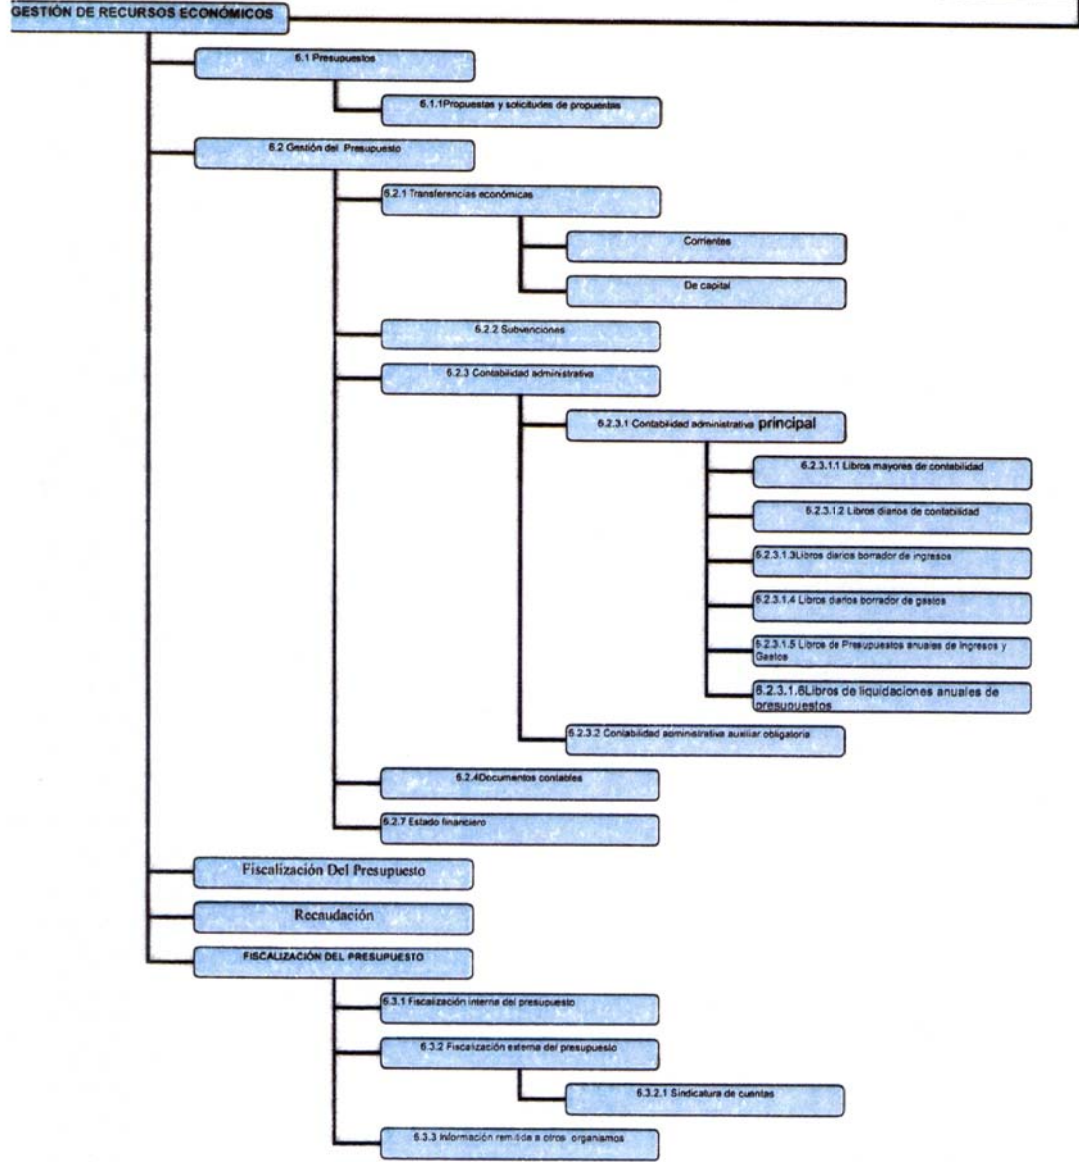 GESTIÓN DE RECURSOS ECONÓMICOS
6.1 Presupuestos
6.1.1Propuestas y solicitudes de propuestas
6.2 Gestión del Presupuesto
6.2.1 Transferencias económicas
Corrientes
De capital
6.2.2 Subvenciones
6.2.3 Contabilidad administrativa
6.2.3.1 Contabilidad administrativa principal
6.2.3.1.1 Libros mayores de contabilidad
6.2.3.1.2 Libros diarios de contabilidad
6.2.3.1.3Libros diarios borrador de ingresos
6.2.3.1.4 Libros diarios borrador de gastos
6.2.3.1.5 Libros de Presupuestos anuales de Ingresos y
Gastos
6.2.3.1.6Libros de liquidaciones anuales de
presupuestos
6.2.3.2 Contabilidad administrativa auxiliar obligatoria
6.2.4Documentos contables
6.2.7 Estado financiero
Fiscalización Del Presupuesto
Recaudación
FISCALIZACIÓN DEL PRESUPUESTO
6.3.1 Fiscalización interna del presupuesto
6.3.2 Fiscalización externa del presupuesto
6.3.2.1 Sindicatura de cuentas
6.3.3 Información remitida a otros organismos